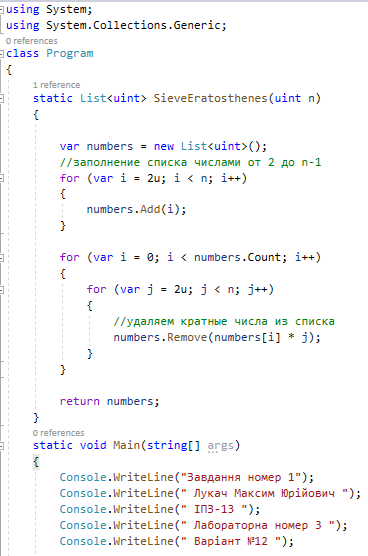 using System;
using System.Collections.Generic;
0 references
class Program
{
1 reference
static List<uint> SieveEratosthenes(uint n)
{
var numbers = new List<uint>();
//заполнение списка числами от 2 до n-1
for (var i = 2u; i < n; i++)
{
numbers.Add(i);
}
for (var i = 0; i < numbers.Count; i++)
{
for (var j = 2u; j < n; j++)
{
//удаляем кратные числа из списка
numbers.Remove(numbers[i] * j);
}
}
return numbers;
}
0 references
static void Main(string[] args)
{
Console.WriteLine("Завдання номер 1");
Console.WriteLine(" Лукач Максим Юрійович ");
Console.WriteLine(" ІПЗ-13 ");
Console.WriteLine(" Лабораторна номер 3 ");
Console.WriteLine(" Варіант №12 ");